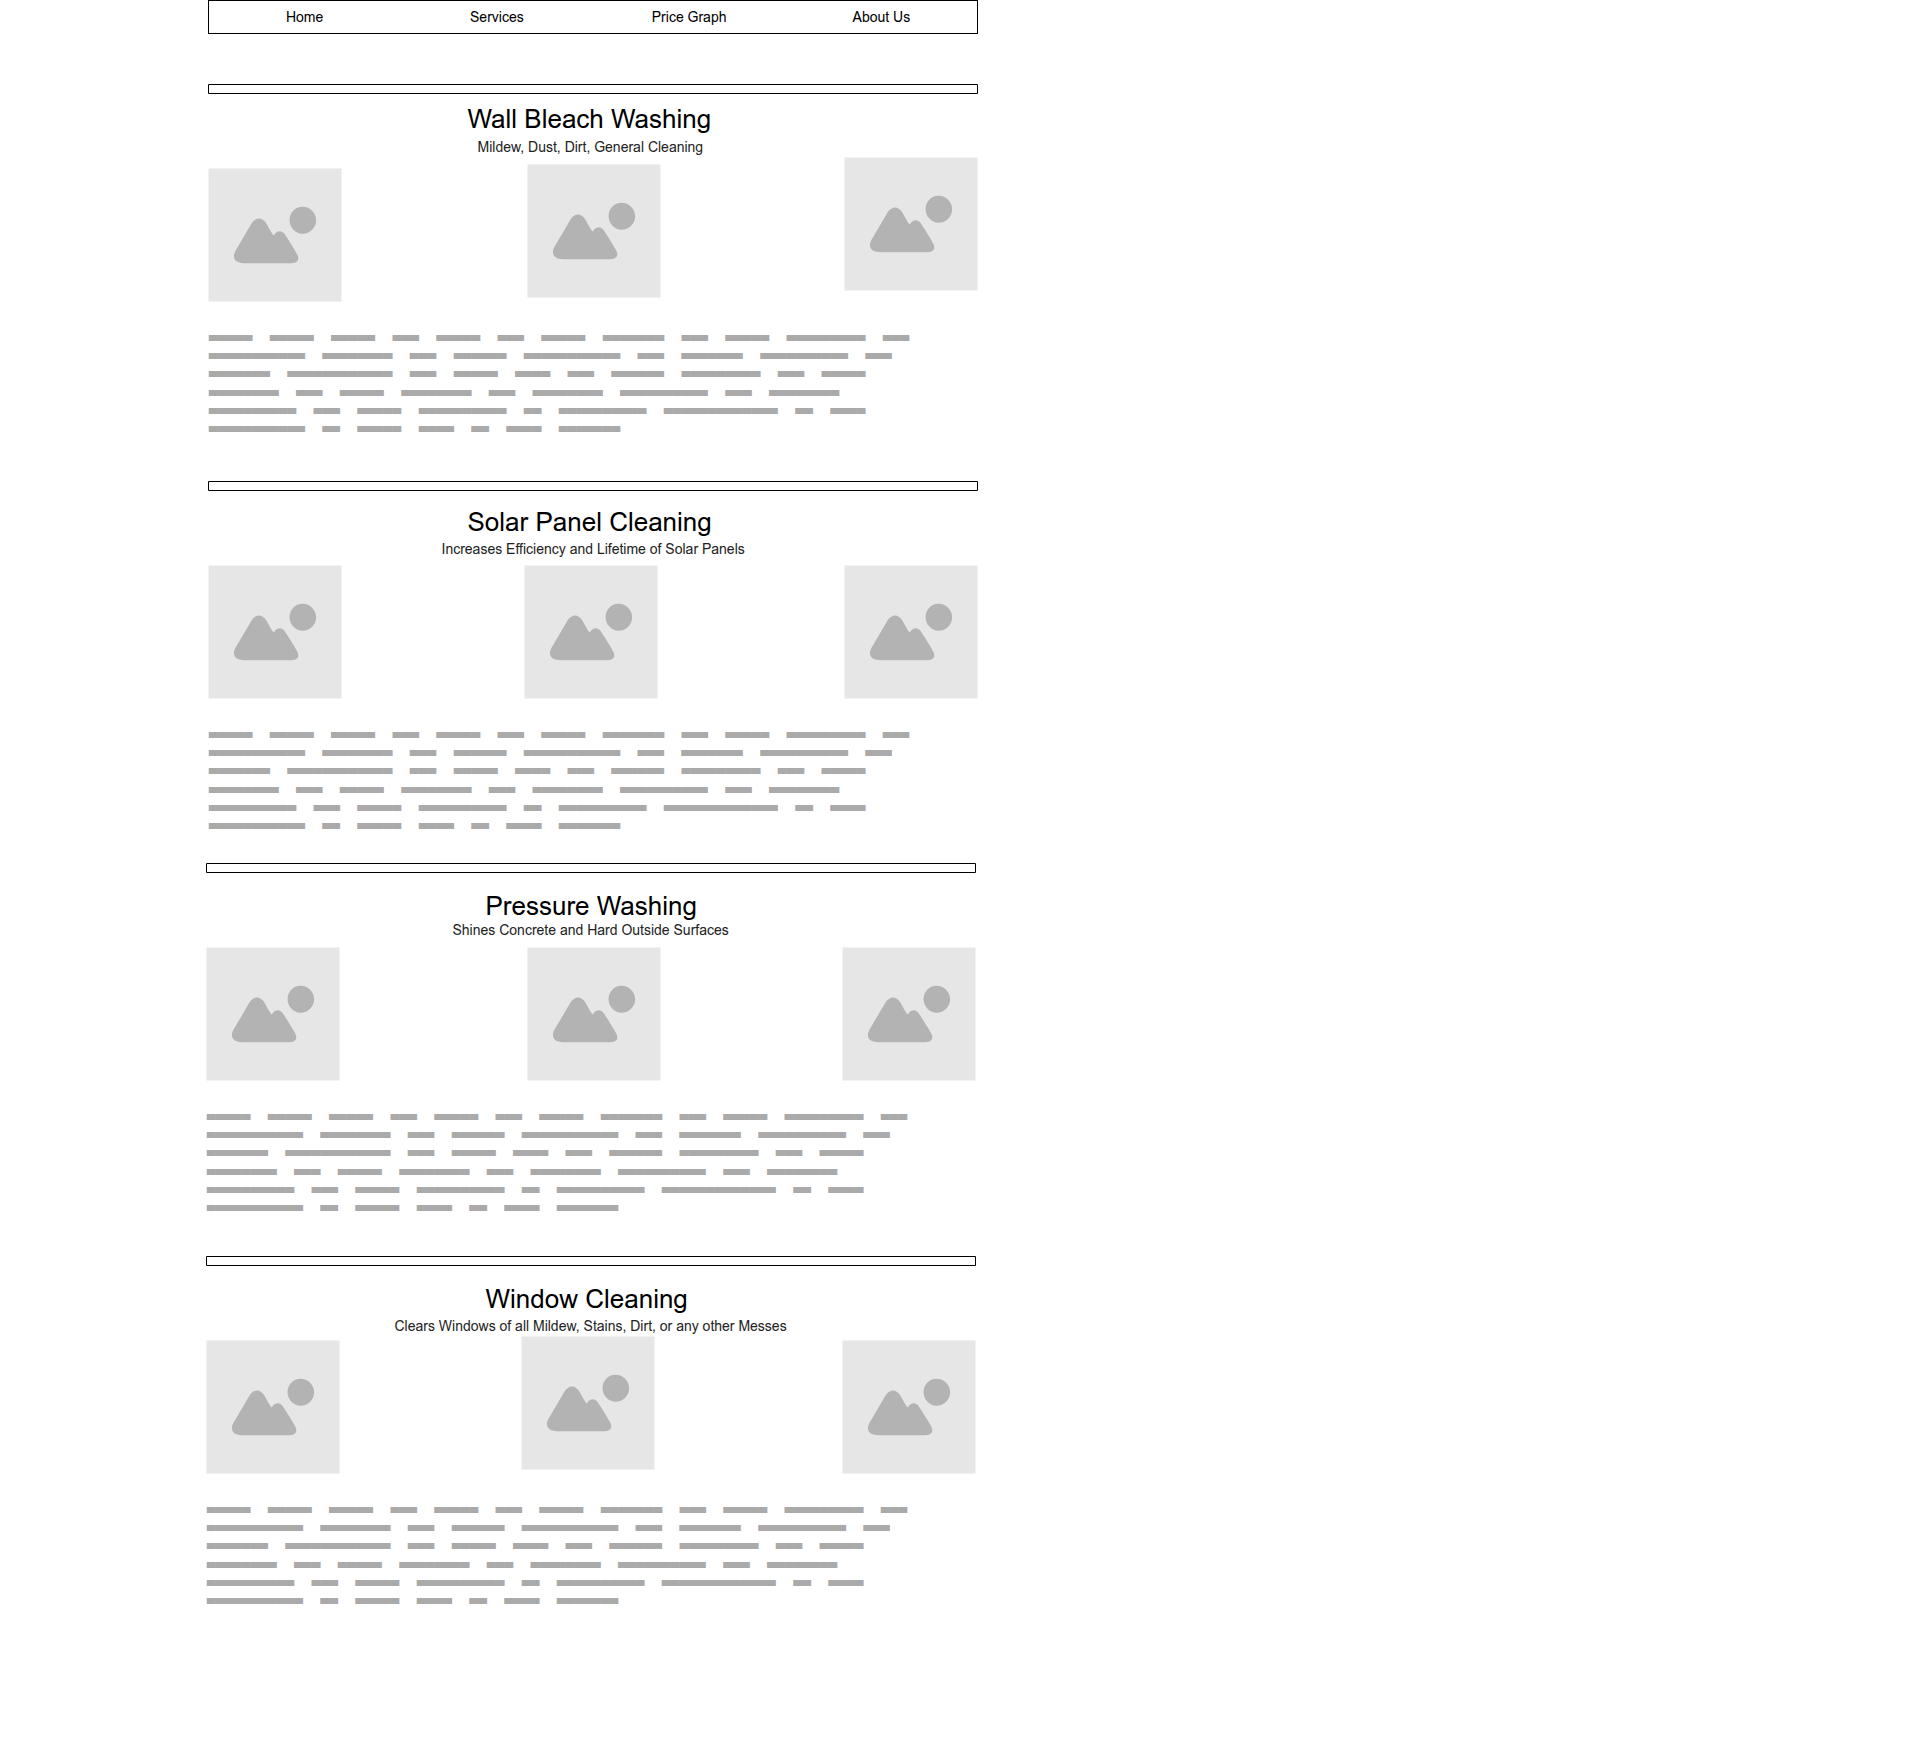 Home Services Price Graph About Us
Wall Bleach Washing
Mildew, Dust, Dirt, General Cleaning
Solar Panel Cleaning
Increases Efficiency and Lifetime of Solar Panels
Pressure Washing
Shines Concrete and Hard Outside Surfaces
Window Cleaning
Clears Windows of all Mildew, Stains, Dirt, or any other Messes